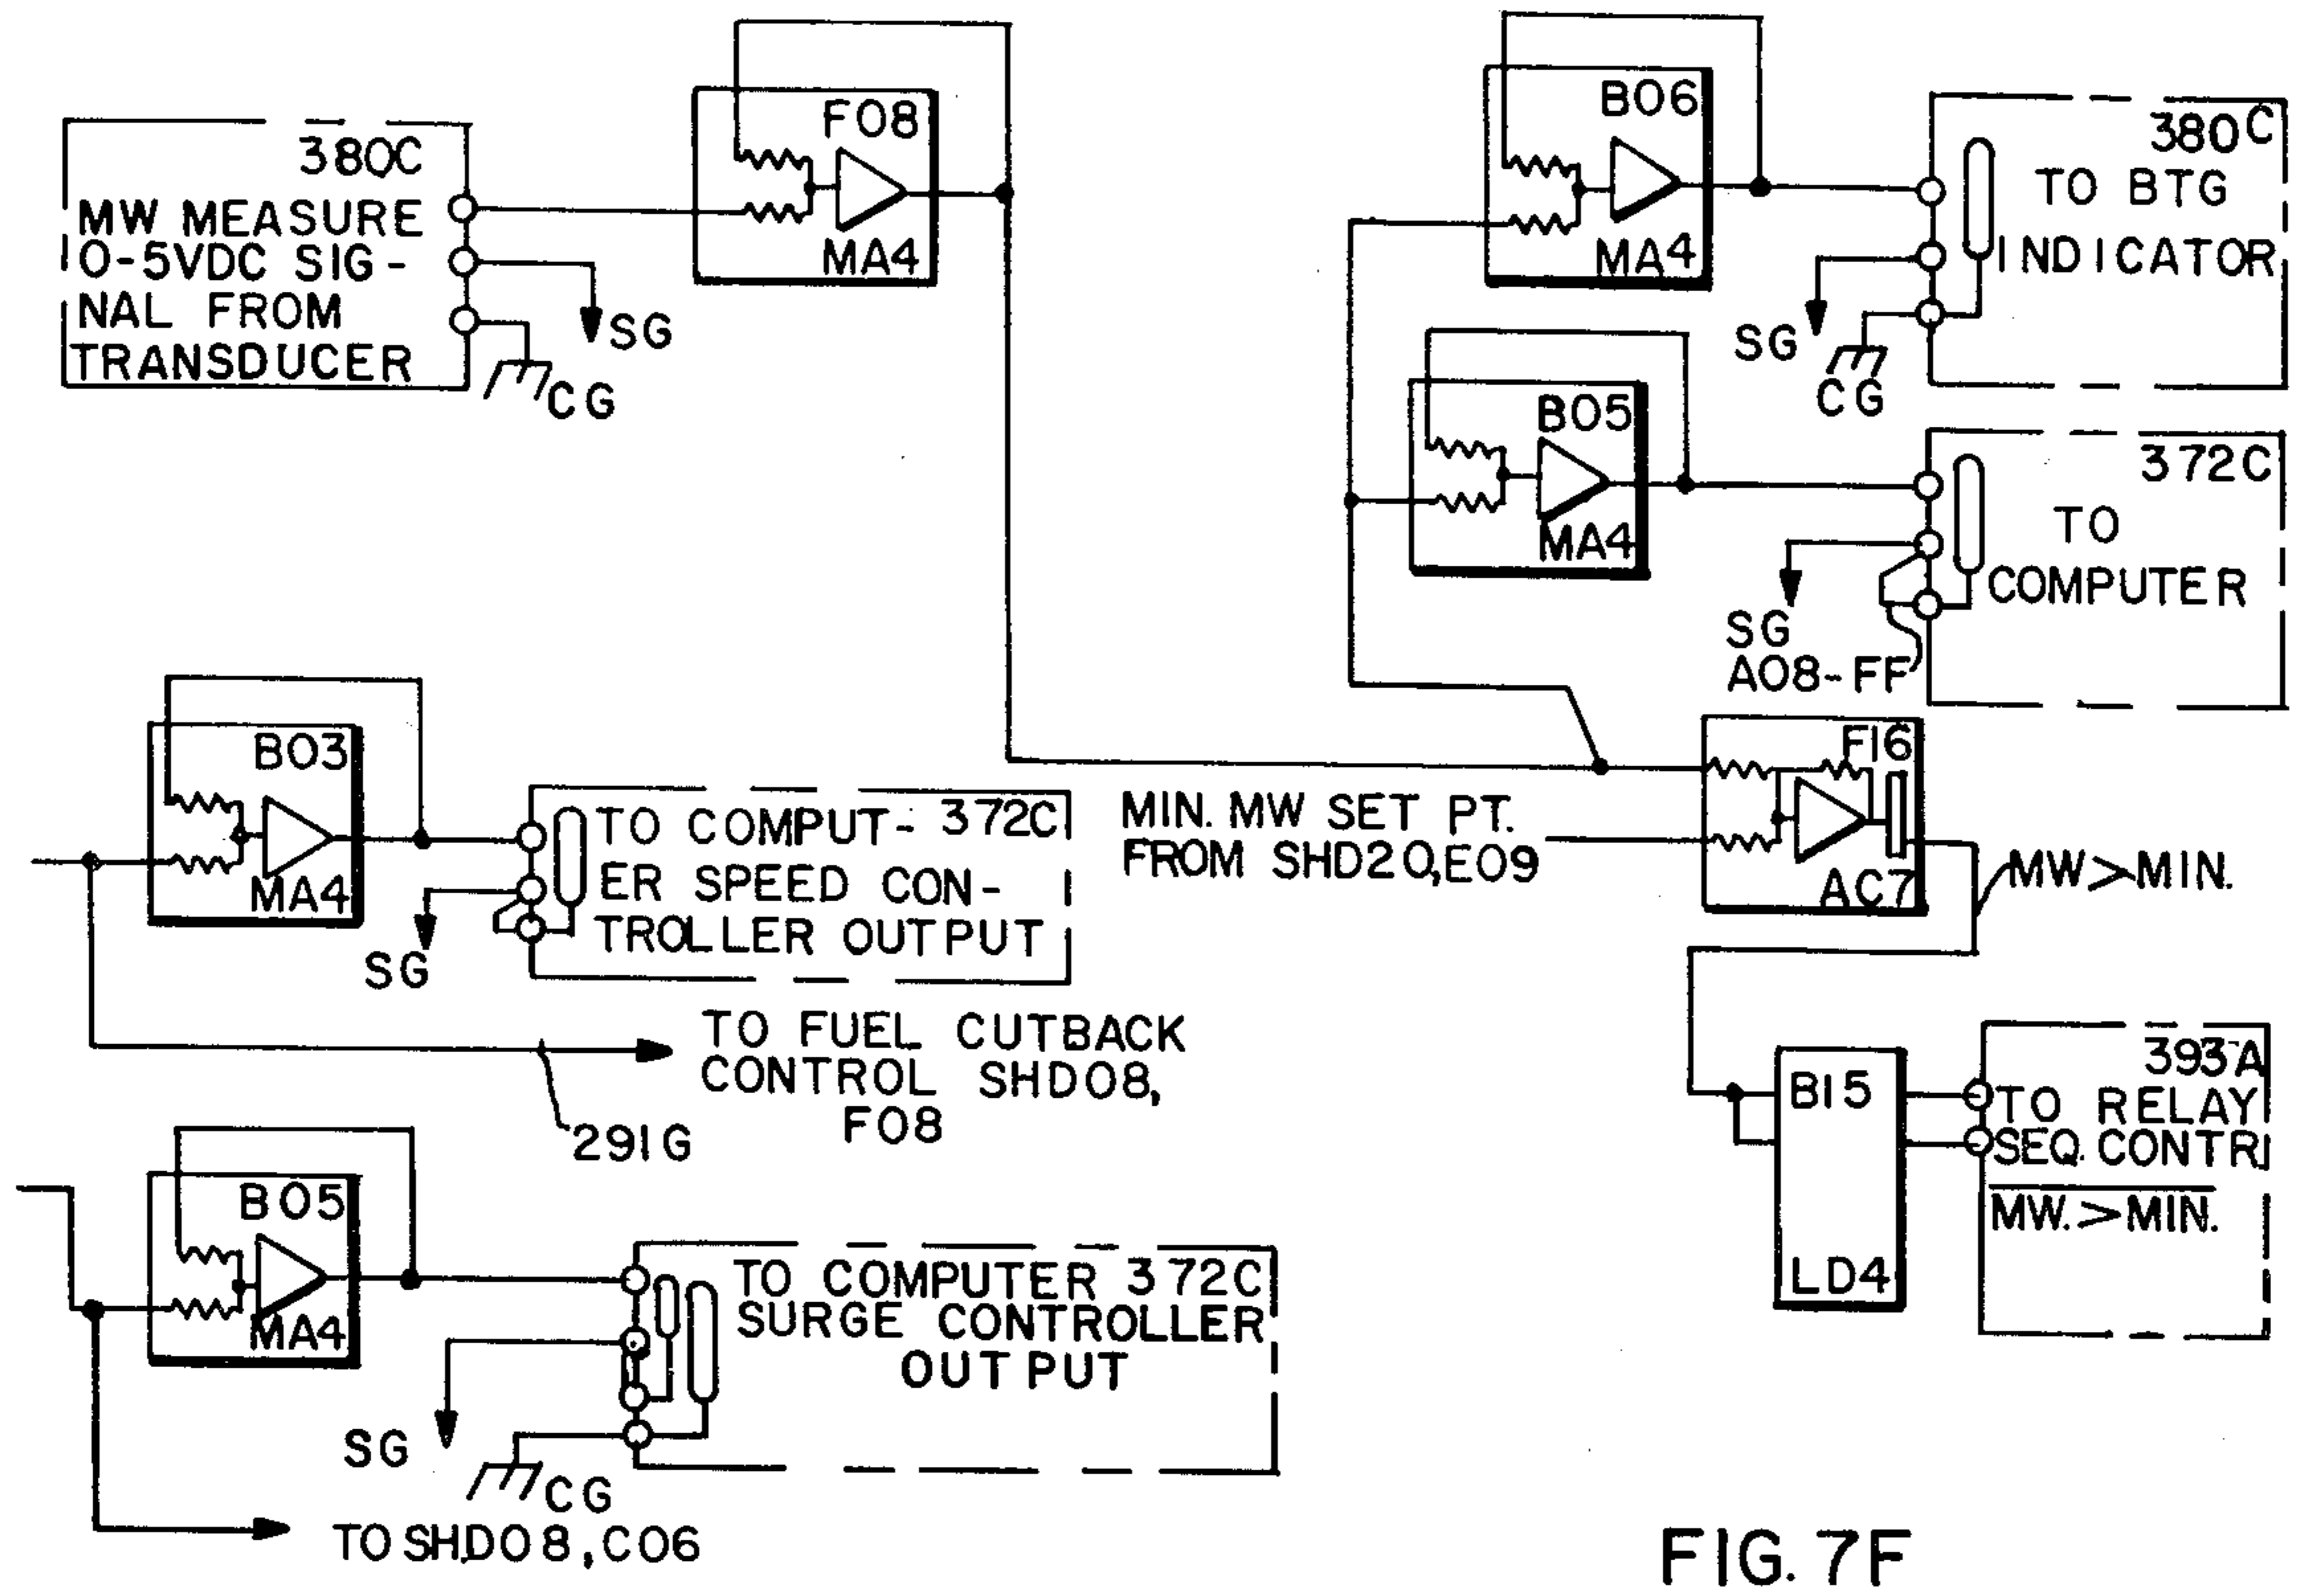 380C
MW MEASURE
0-5VDC SIG-
NAL FROM
TRANSDUCER
SG
CG
F08
MA4
B06
MA4
380C
TO BTG
INDICATOR
SG
CG
B05
MA4
372C
TO
COMPUTER
SG
A08-FF
B03
MA4
TO COMPUT- 372C
ER SPEED CON-
TROLLER OUTPUT
SG
MIN. MW SET PT.
FROM SHD20,E09
F16
AC7
MW>MIN.
TO FUEL CUTBACK
CONTROL SHD08,
F08
291G
B15
LD4
393A
TO RELAY
SEQ. CONTR
MW.>MIN.
B05
MA4
TO COMPUTER 372C
SURGE CONTROLLER
OUTPUT
SG
CG
TO SHD08,C06
FIG. 7F